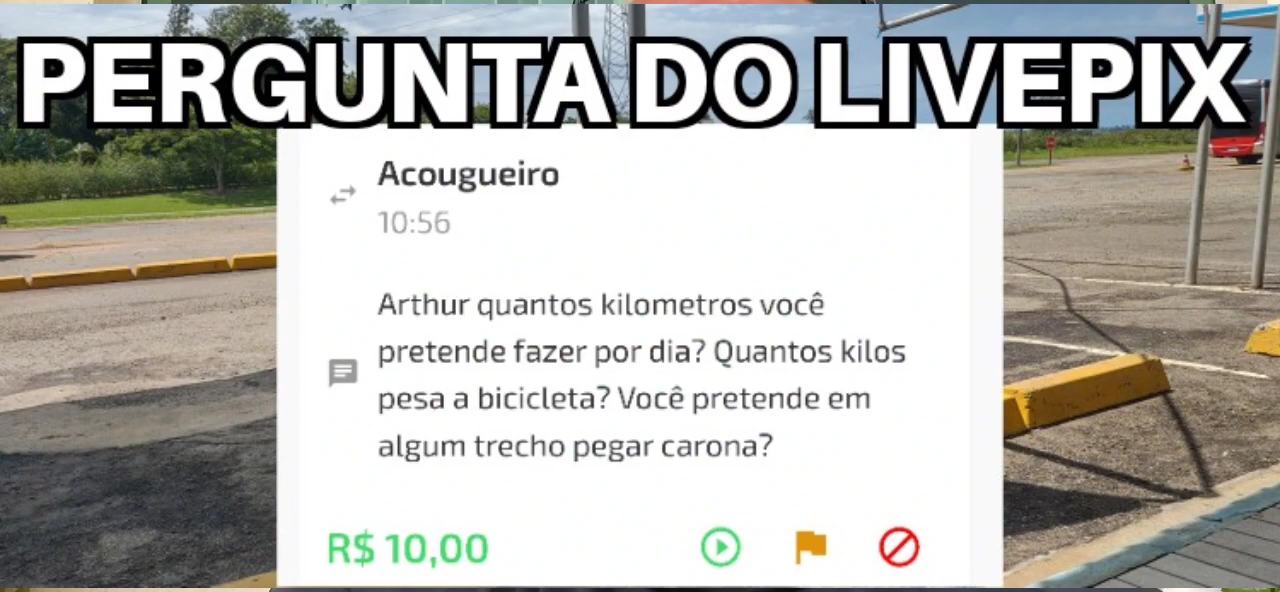 PERGUNTA DO LIVEPIX
Acougueiro
10:56
Arthur quantos kilometros você
pretende fazer por dia? Quantos kilos
pesa a bicicleta? Você pretende em
algum trecho pegar carona?
R$ 10,00